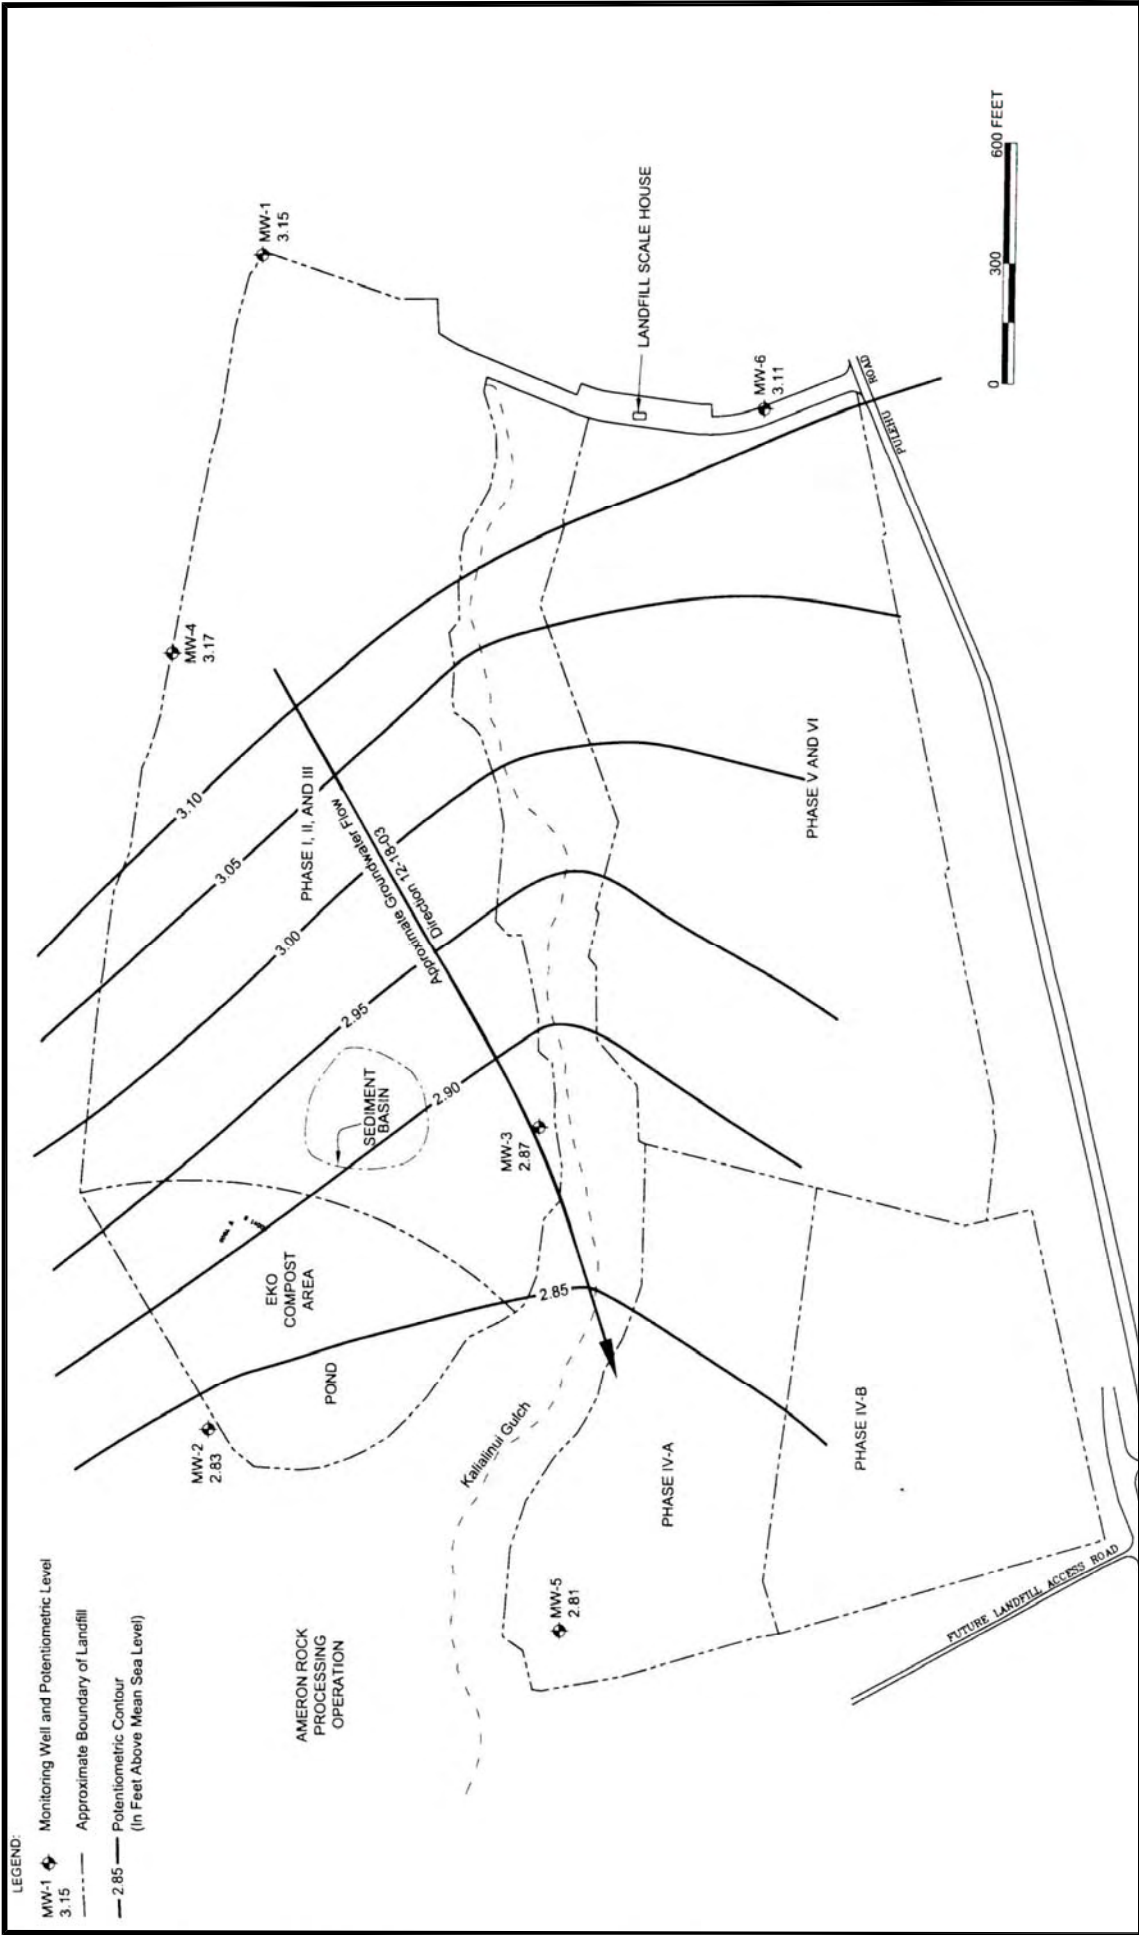 LEGEND:
MW-1
3.15
Monitoring Well and Potentiometric Level
Approximate Boundary of Landfill
2.85
Potentiometric Contour
(In Feet Above Mean Sea Level)
AMERON ROCK
PROCESSING
OPERATION
MW-2
2.83
POND
EKO
COMPOST
AREA
SEDIMENT
BASIN
PHASE I, II, AND III
3.10
3.05
3.00
2.95
2.90
2.85
Approximate Groundwater Flow
Direction 12-18-03
MW-4
3.17
MW-1
3.15
MW-3
2.87
Kalialinui Gulch
MW-5
2.81
PHASE IV-A
PHASE IV-B
PHASE V AND VI
LANDFILL SCALE HOUSE
MW-6
3.11
PULEHU ROAD
FUTURE LANDFILL ACCESS ROAD
0
300
600 FEET